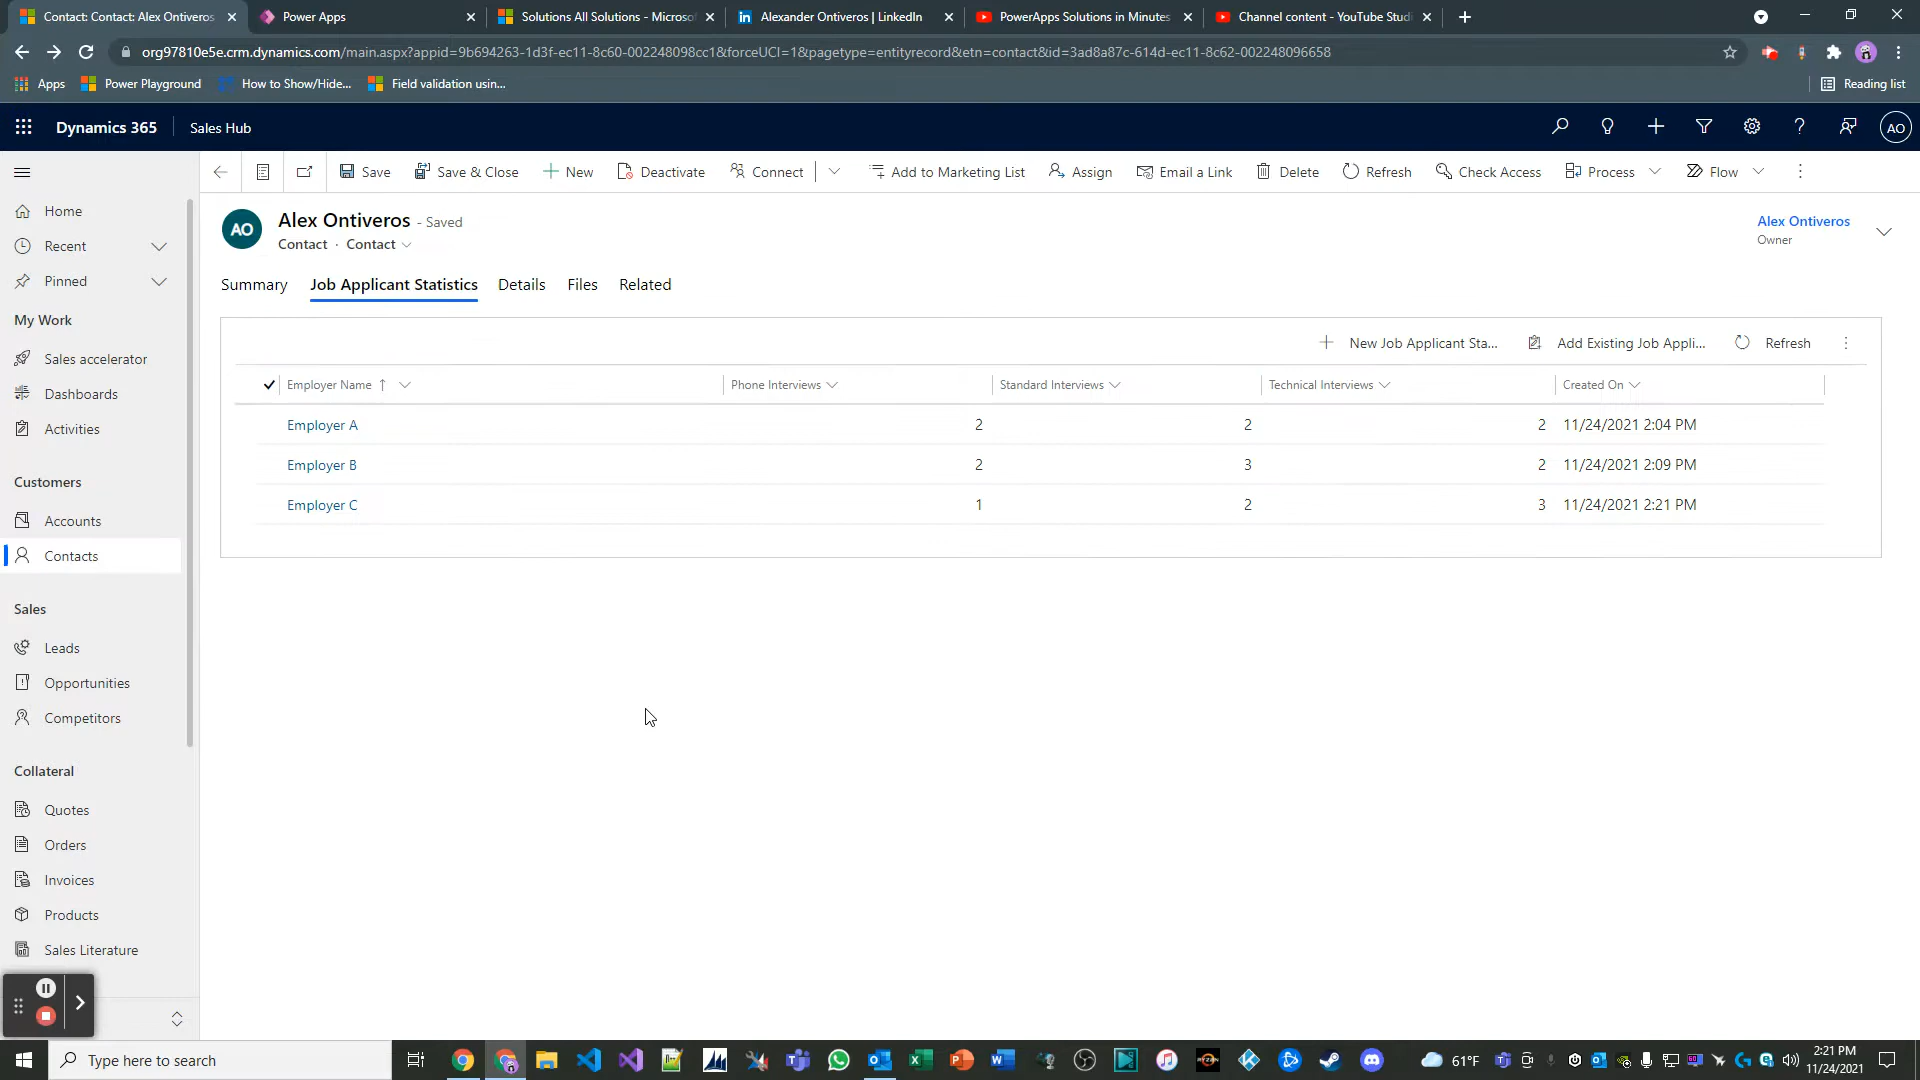 Contact: Contact: Alex Ontiveros
Power Apps
Solutions All Solutions - Microsof
Alexander Ontiveros | LinkedIn
PowerApps Solutions in Minutes
Channel content - YouTube Studi
org97810e5e.crm.dynamics.com/main.aspx?appid=9b694263-1d3f-ec11-8c60-002248098cc1&forceUCI=1&pagetype=entityrecord&etn=contact&id=3ad8a87c-614d-ec11-8c62-002248096658
Apps
Power Playground
How to Show/Hide...
Field validation usin...
Reading list
Dynamics 365
Sales Hub
AO
Save
Save & Close
New
Deactivate
Connect
Add to Marketing List
Assign
Email a Link
Delete
Refresh
Check Access
Process
Flow
Home
Recent
Pinned
My Work
Sales accelerator
Dashboards
Activities
Customers
Accounts
Contacts
Sales
Leads
Opportunities
Competitors
Collateral
Quotes
Orders
Invoices
Products
Sales Literature
AO
Alex Ontiveros - Saved
Contact · Contact
Alex Ontiveros
Owner
Summary
Job Applicant Statistics
Details
Files
Related
New Job Applicant Sta...
Add Existing Job Appli...
Refresh
Employer Name ↑ Phone Interviews Standard Interviews Technical Interviews Created On
Employer A 2 2 2 11/24/2021 2:04 PM
Employer B 2 3 2 11/24/2021 2:09 PM
Employer C 1 2 3 11/24/2021 2:21 PM
Type here to search
61°F
2:21 PM
11/24/2021